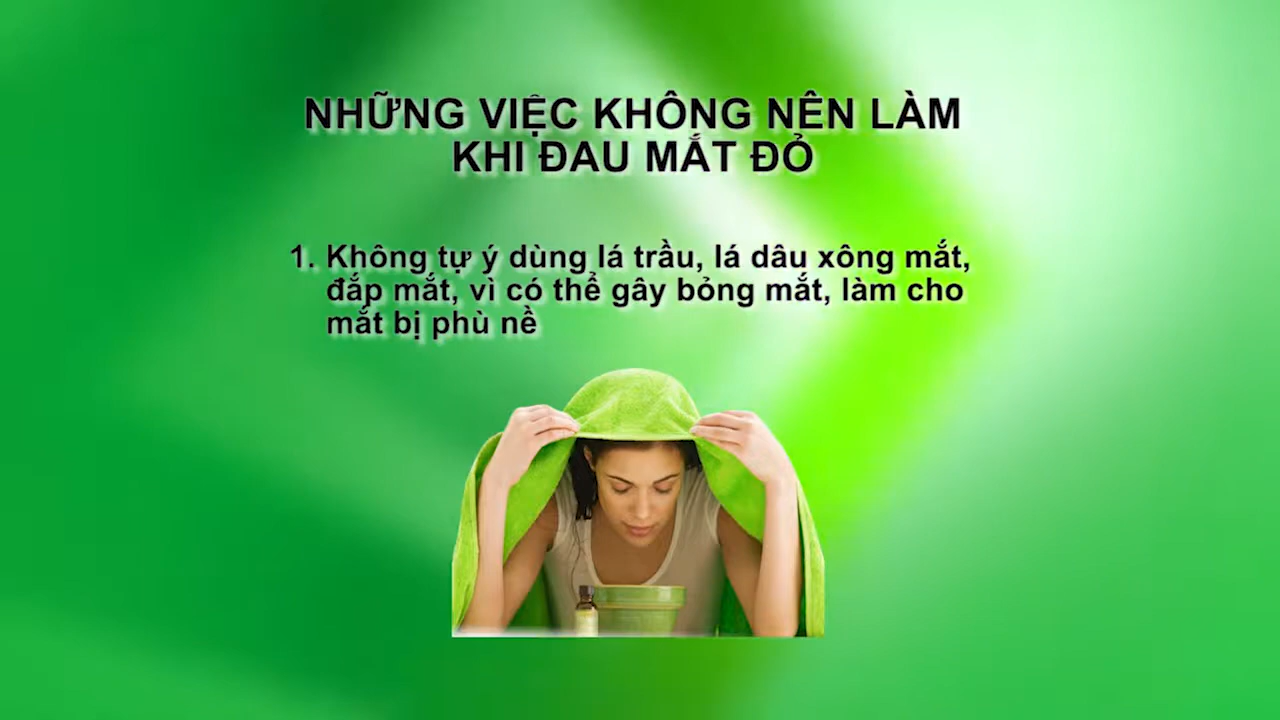 NHỮNG VIỆC KHÔNG NÊN LÀM
KHI ĐAU MẮT ĐỎ
1. Không tự ý dùng lá trầu, lá dâu xông mắt,
đắp mắt, vì có thể gây bỏng mắt, làm cho
mắt bị phù nề